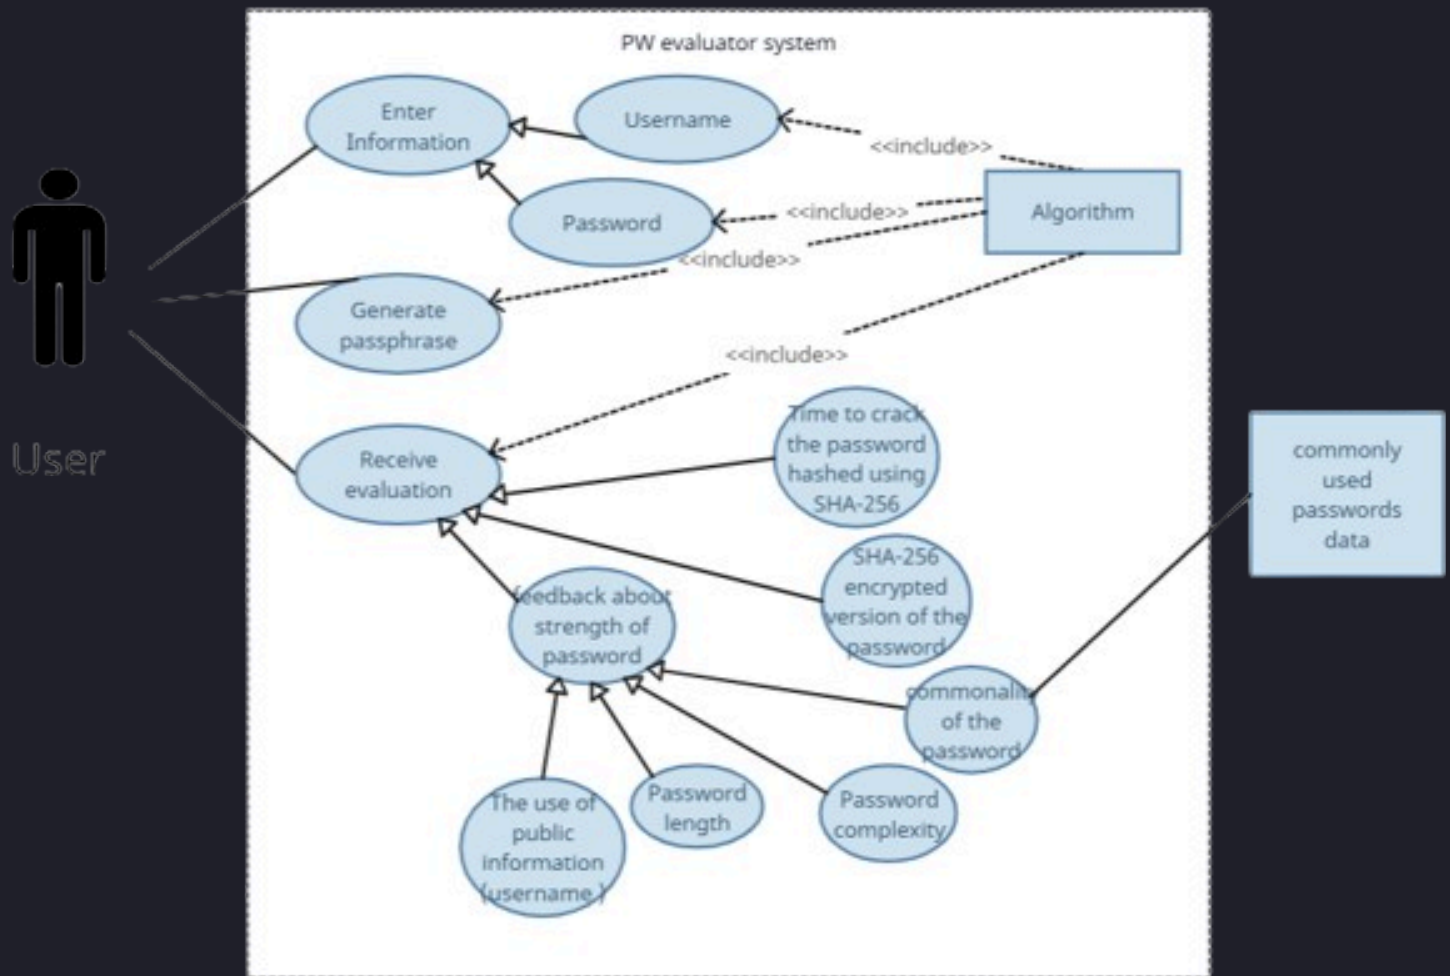 PW evaluator system
Enter
Information
Username
<<include>>
Password
<<include>>
Algorithm
<<include>>
Generate
passphrase
<<include>>
User
Receive
evaluation
Time to crack
the password
hashed using
SHA-256
commonly
used
passwords
data
SHA-256
encrypted
version of the
password
feedback about
strength of
password
commonality
of the
password
The use of
public
information
(username )
Password
length
Password
complexity